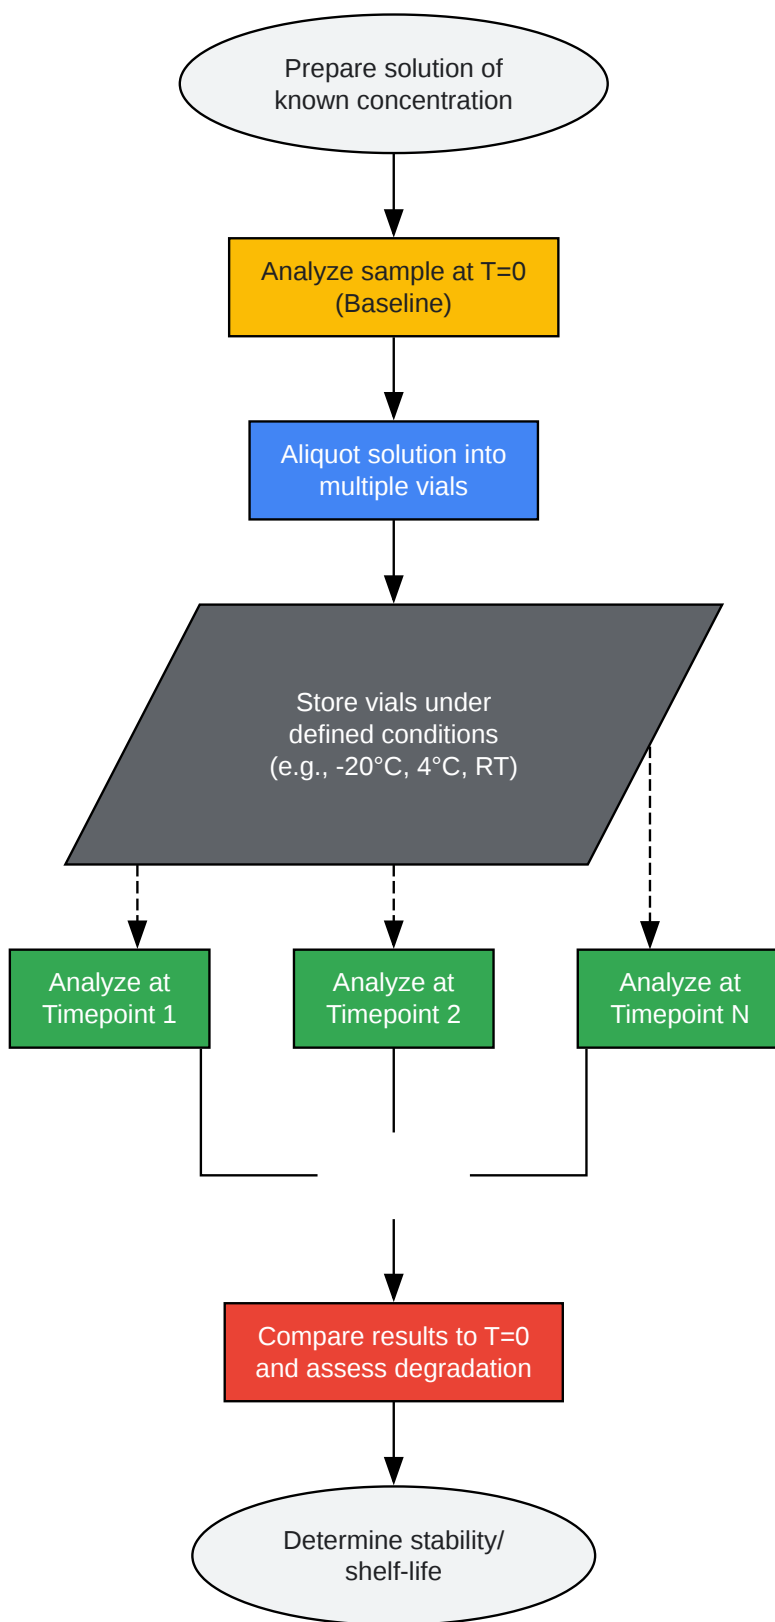 Prepare solution of
known concentration
Analyze sample at T=0
(Baseline)
Aliquot solution into
multiple vials
Store vials under
defined conditions
(e.g., -20°C, 4°C, RT)
Analyze at
Timepoint 1
Analyze at
Timepoint 2
Analyze at
Timepoint N
Compare results to T=0
and assess degradation
Determine stability/
shelf-life